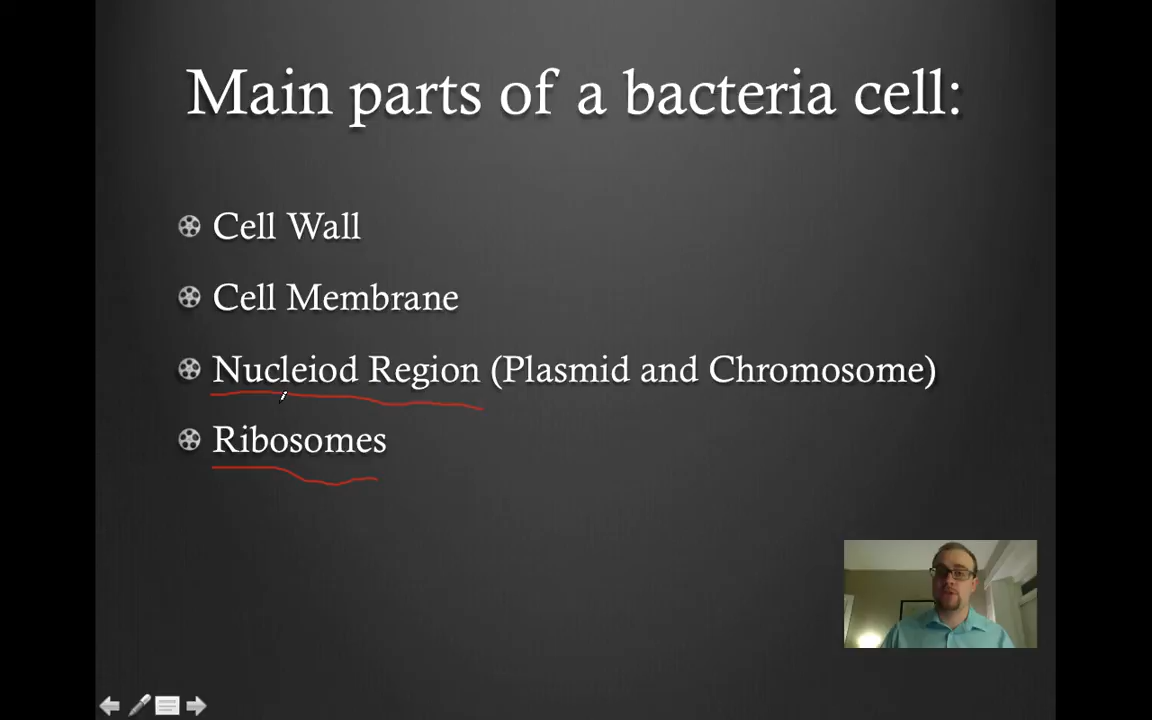 Main parts of a bacteria cell:
Cell Wall
Cell Membrane
Nucleiod Region (Plasmid and Chromosome)
Ribosomes